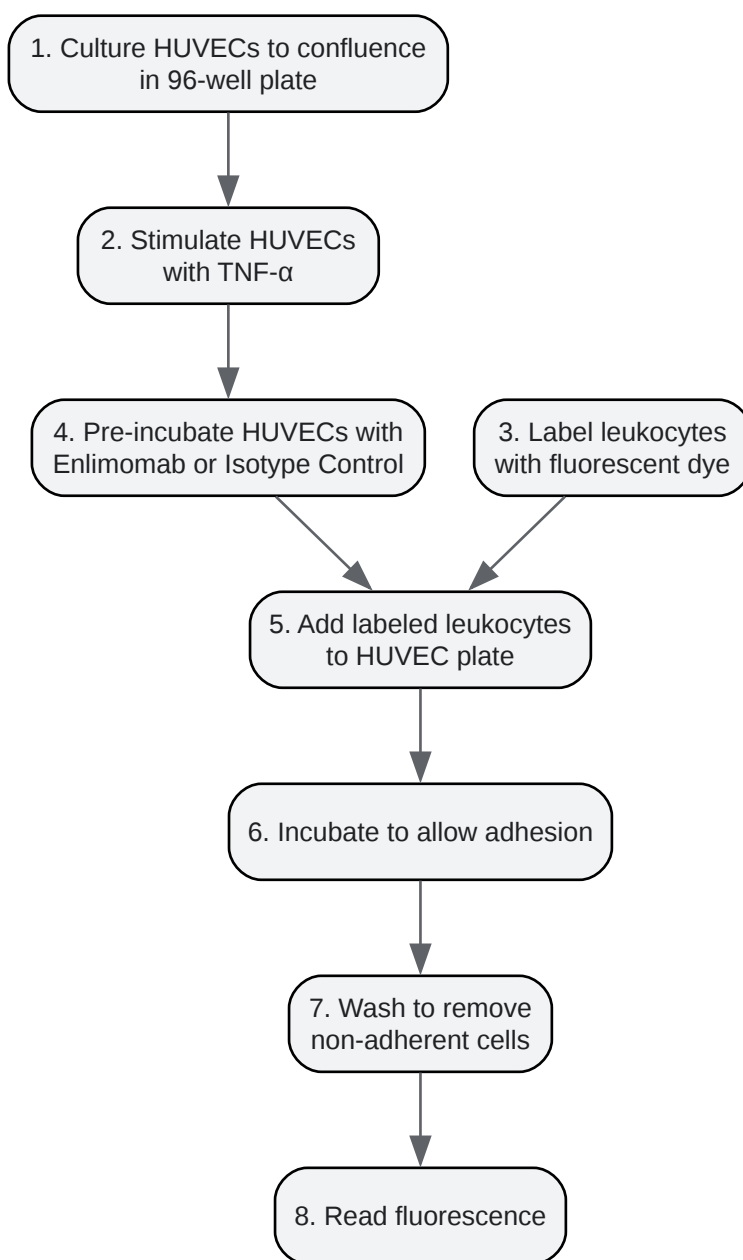 1. Culture HUVECs to confluence
in 96-well plate
2. Stimulate HUVECs
with TNF-α
4. Pre-incubate HUVECs with
Enlimomab or Isotype Control
3. Label leukocytes
with fluorescent dye
5. Add labeled leukocytes
to HUVEC plate
6. Incubate to allow adhesion
7. Wash to remove
non-adherent cells
8. Read fluorescence